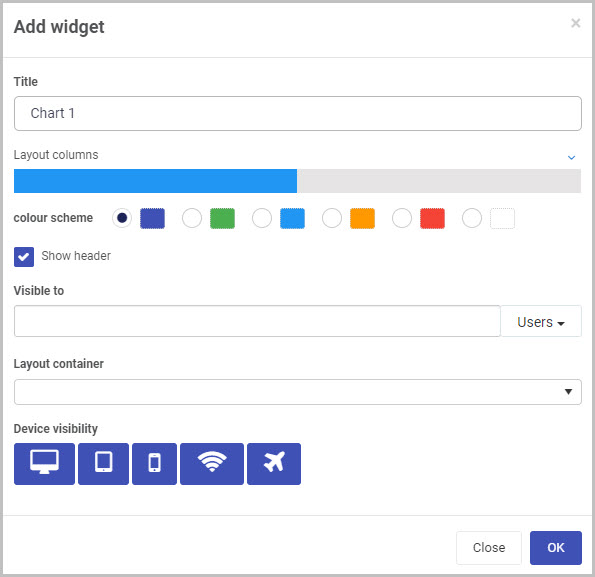 Add widget ×
Title
Chart 1
Layout columns
colour scheme
Show header
Visible to
Users
Layout container
Device visibility
Close OK